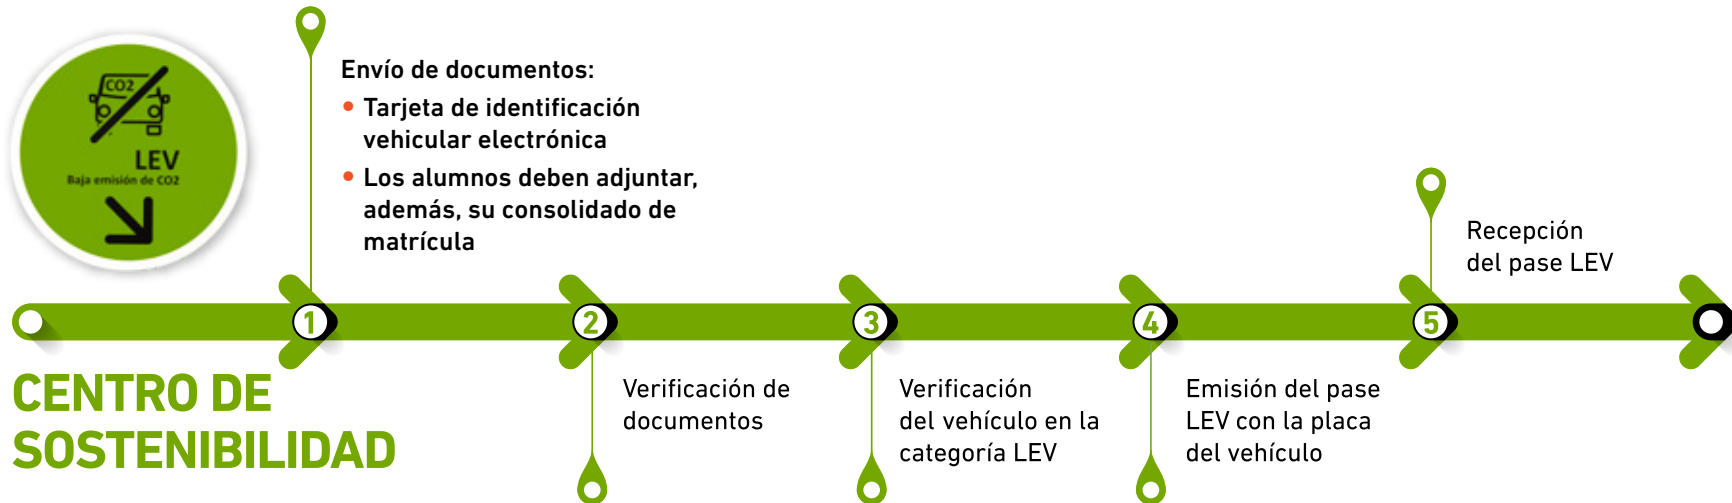 CO2
LEV
Baja emisión de CO2
Envío de documentos:
• Tarjeta de identificación
vehicular electrónica
• Los alumnos deben adjuntar,
además, su consolidado de
matrícula
Recepción
del pase LEV
1
2
3
4
5
CENTRO DE
SOSTENIBILIDAD
Verificación de
documentos
Verificación
del vehículo en la
categoría LEV
Emisión del pase
LEV con la placa
del vehículo